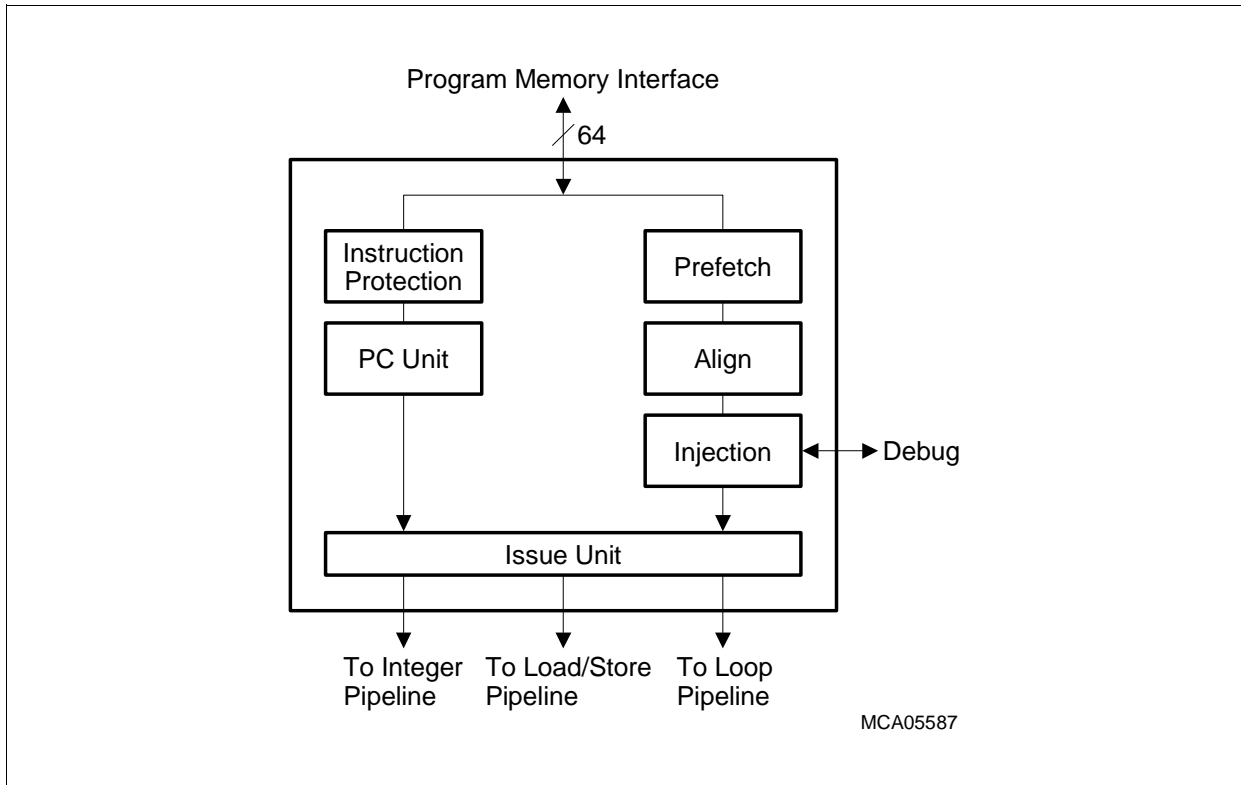 Program Memory Interface
64
Instruction
Protection
Prefetch
PC Unit
Align
Injection
Debug
Issue Unit
To Integer
Pipeline
To Load/Store
Pipeline
To Loop
Pipeline
MCA05587